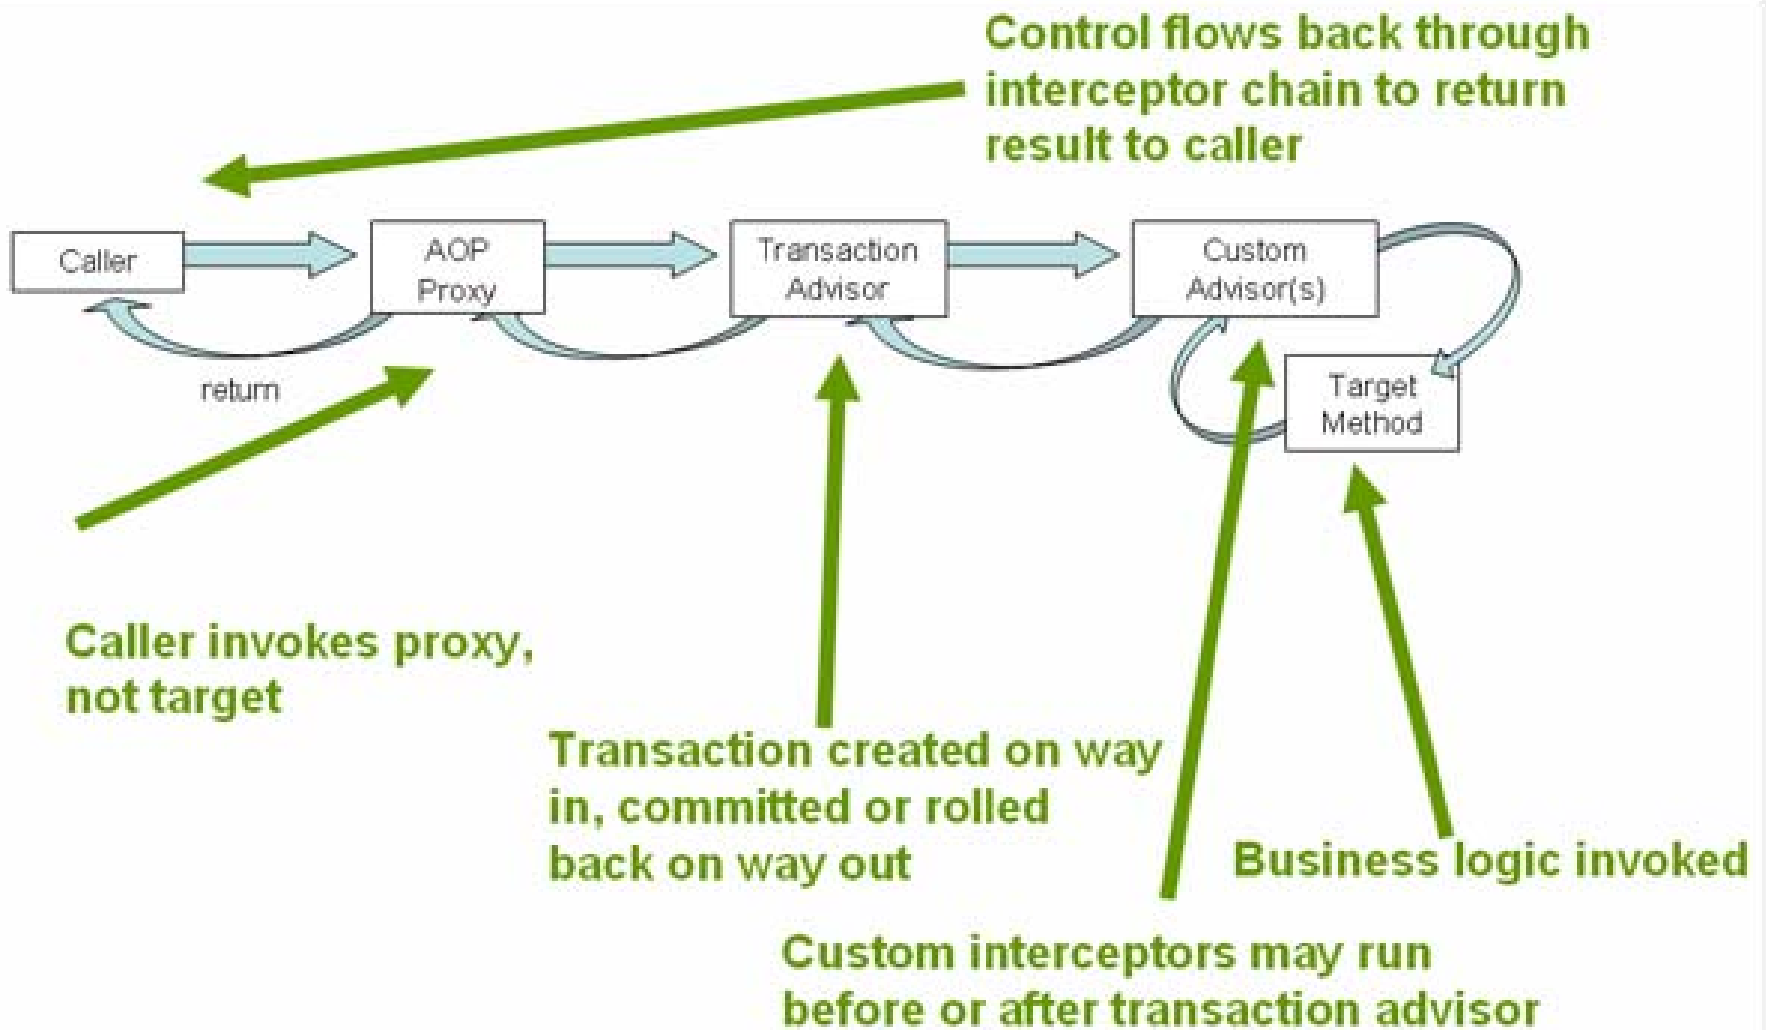 Control flows back through
interceptor chain to return
result to caller
Caller
AOP
Proxy
Transaction
Advisor
Custom
Advisor(s)
return
Target
Method
Caller invokes proxy,
not target
Transaction created on way
in, committed or rolled
back on way out
Business logic invoked
Custom interceptors may run
before or after transaction advisor